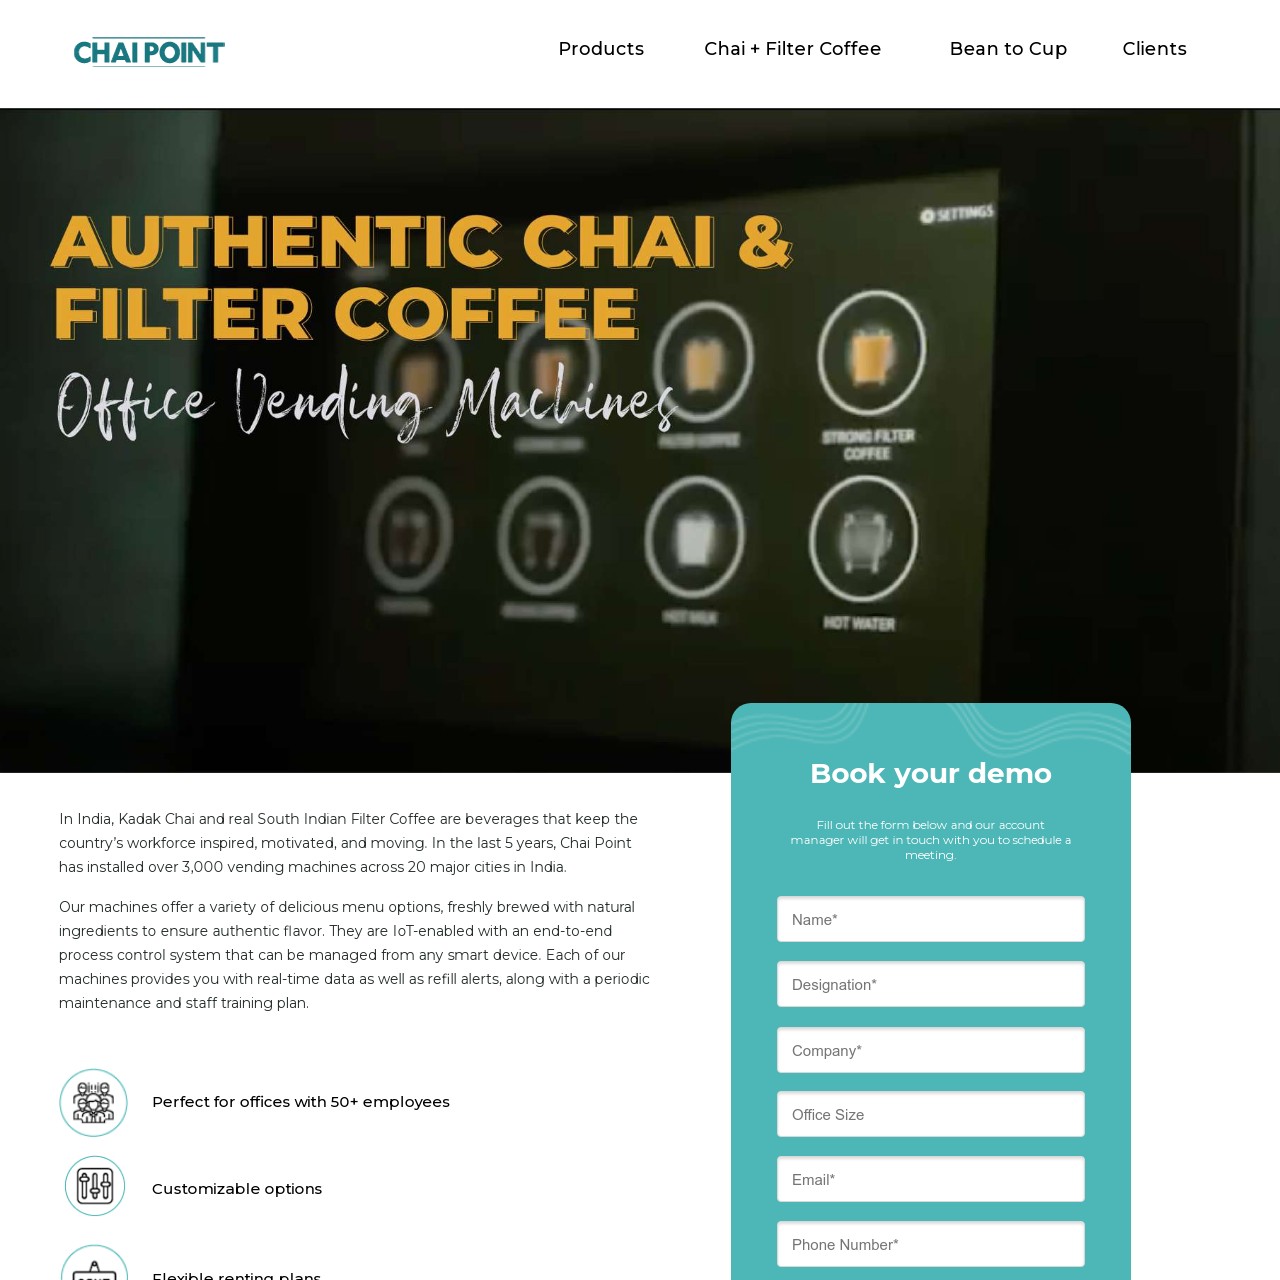 CHAI POINT
Products
Chai + Filter Coffee
Bean to Cup
Clients
SETTINGS
AUTHENTIC CHAI &
FILTER COFFEE
Office Vending Machines
FILTER COFFEE
STRONG FILTER
COFFEE
HOT MILK
HOT WATER
In India, Kadak Chai and real South Indian Filter Coffee are beverages that keep the
country’s workforce inspired, motivated, and moving. In the last 5 years, Chai Point
has installed over 3,000 vending machines across 20 major cities in India.
Our machines offer a variety of delicious menu options, freshly brewed with natural
ingredients to ensure authentic flavor. They are IoT-enabled with an end-to-end
process control system that can be managed from any smart device. Each of our
machines provides you with real-time data as well as refill alerts, along with a periodic
maintenance and staff training plan.
Perfect for offices with 50+ employees
Customizable options
Flexible renting plans
Book your demo
Fill out the form below and our account
manager will get in touch with you to schedule a
meeting.
Name*
Designation*
Company*
Office Size
Email*
Phone Number*